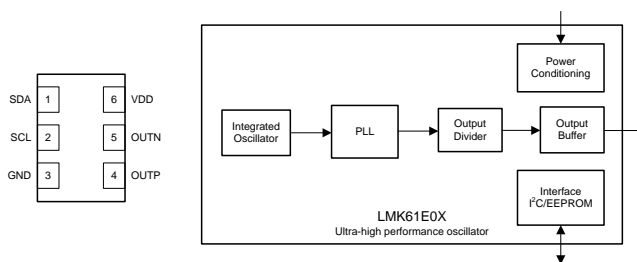 SDA 1 6 VDD
SCL 2 5 OUTN
GND 3 4 OUTP
Power
Conditioning
Integrated
Oscillator
PLL
Output
Divider
Output
Buffer
Interface
I²C/EEPROM
LMK61E0X
Ultra-high performance oscillator